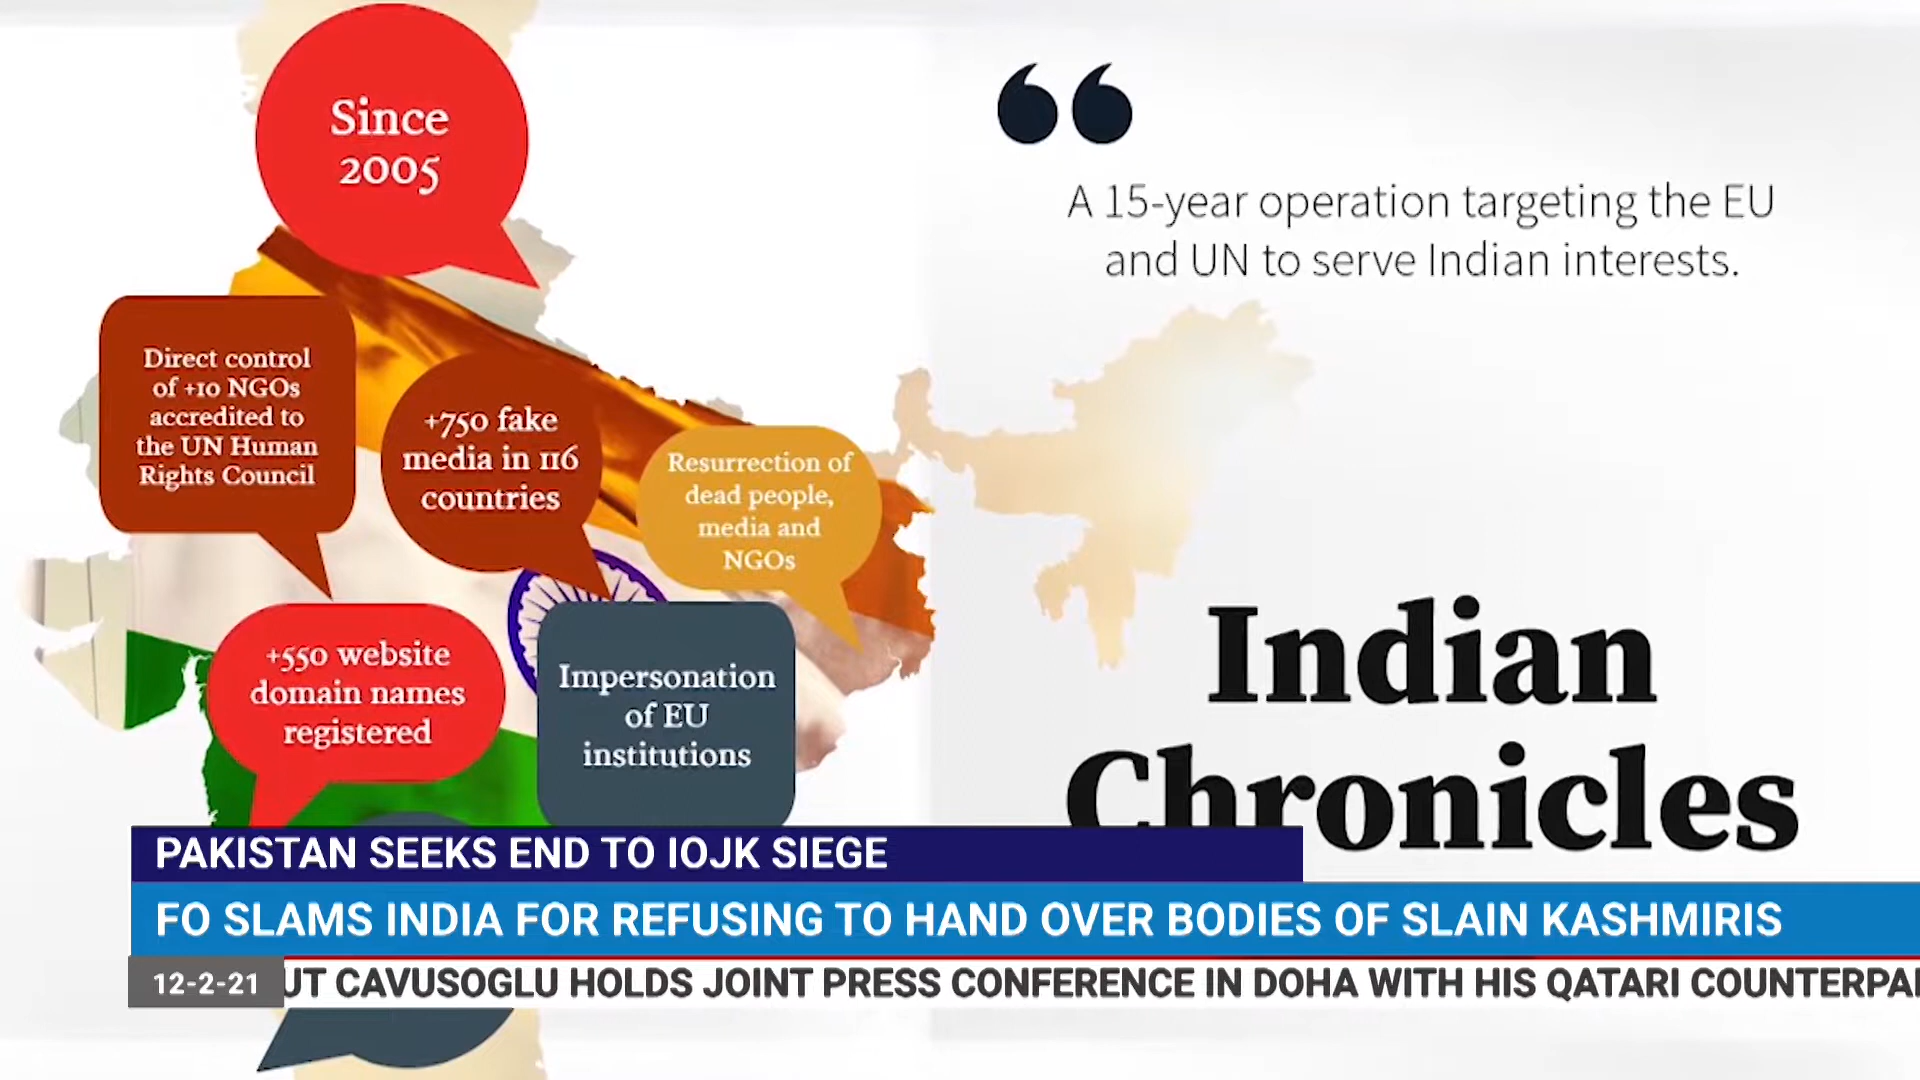 Since
2005
Direct control
of +10 NGOs
accredited to
the UN Human
Rights Council
+750 fake
media in 116
countries
Resurrection of
dead people,
media and
NGOs
+550 website
domain names
registered
Impersonation
of EU
institutions
“
A 15-year operation targeting the EU
and UN to serve Indian interests.
Indian
Chronicles
PAKISTAN SEEKS END TO IOJK SIEGE
FO SLAMS INDIA FOR REFUSING TO HAND OVER BODIES OF SLAIN KASHMIRIS
12-2-21 UT CAVUSOGLU HOLDS JOINT PRESS CONFERENCE IN DOHA WITH HIS QATARI COUNTERPA